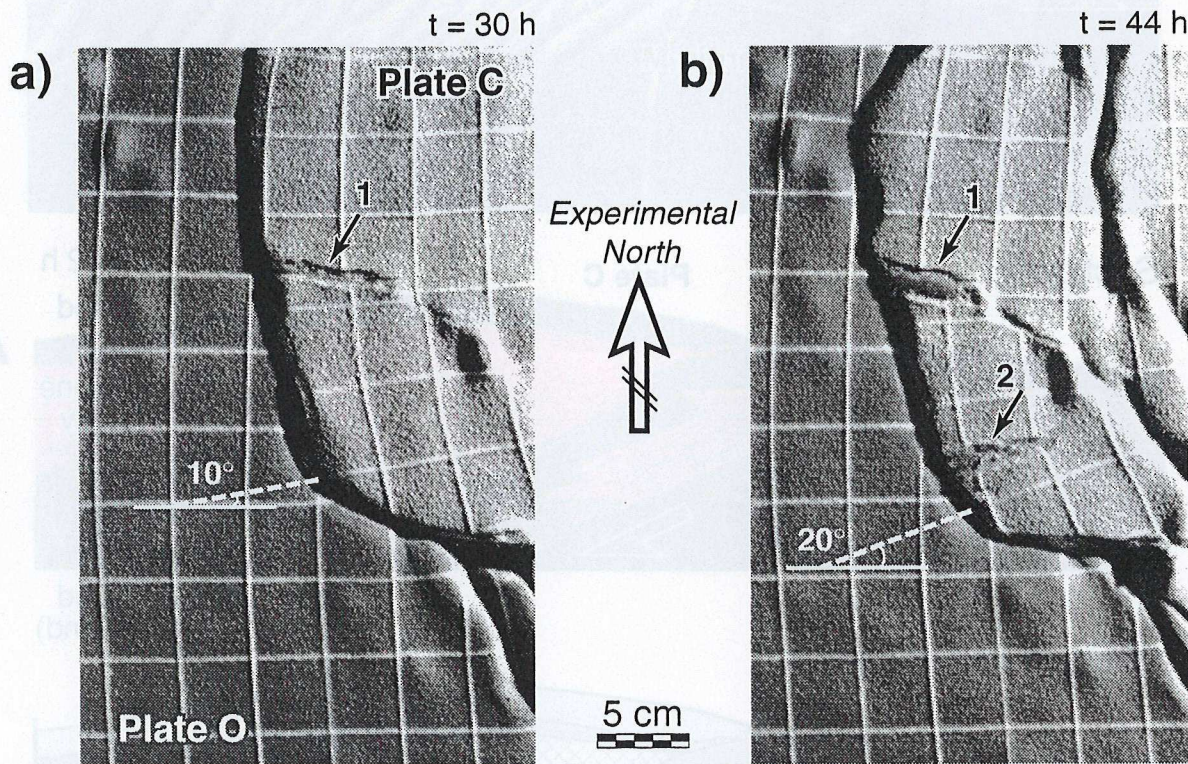 t = 30 h
t = 44 h
a)
Plate C
b)
1
Experimental
North
1
2
10°
20°
Plate O
5 cm